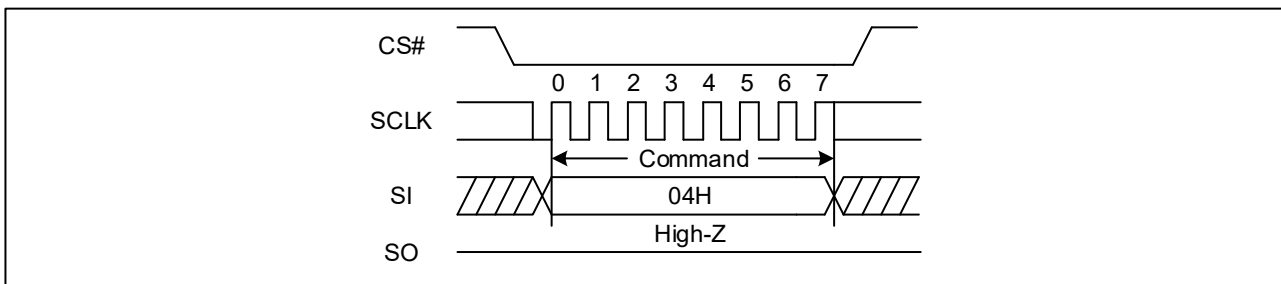 CS#
0 1 2 3 4 5 6 7
SCLK
Command
SI
04H
High-Z
SO